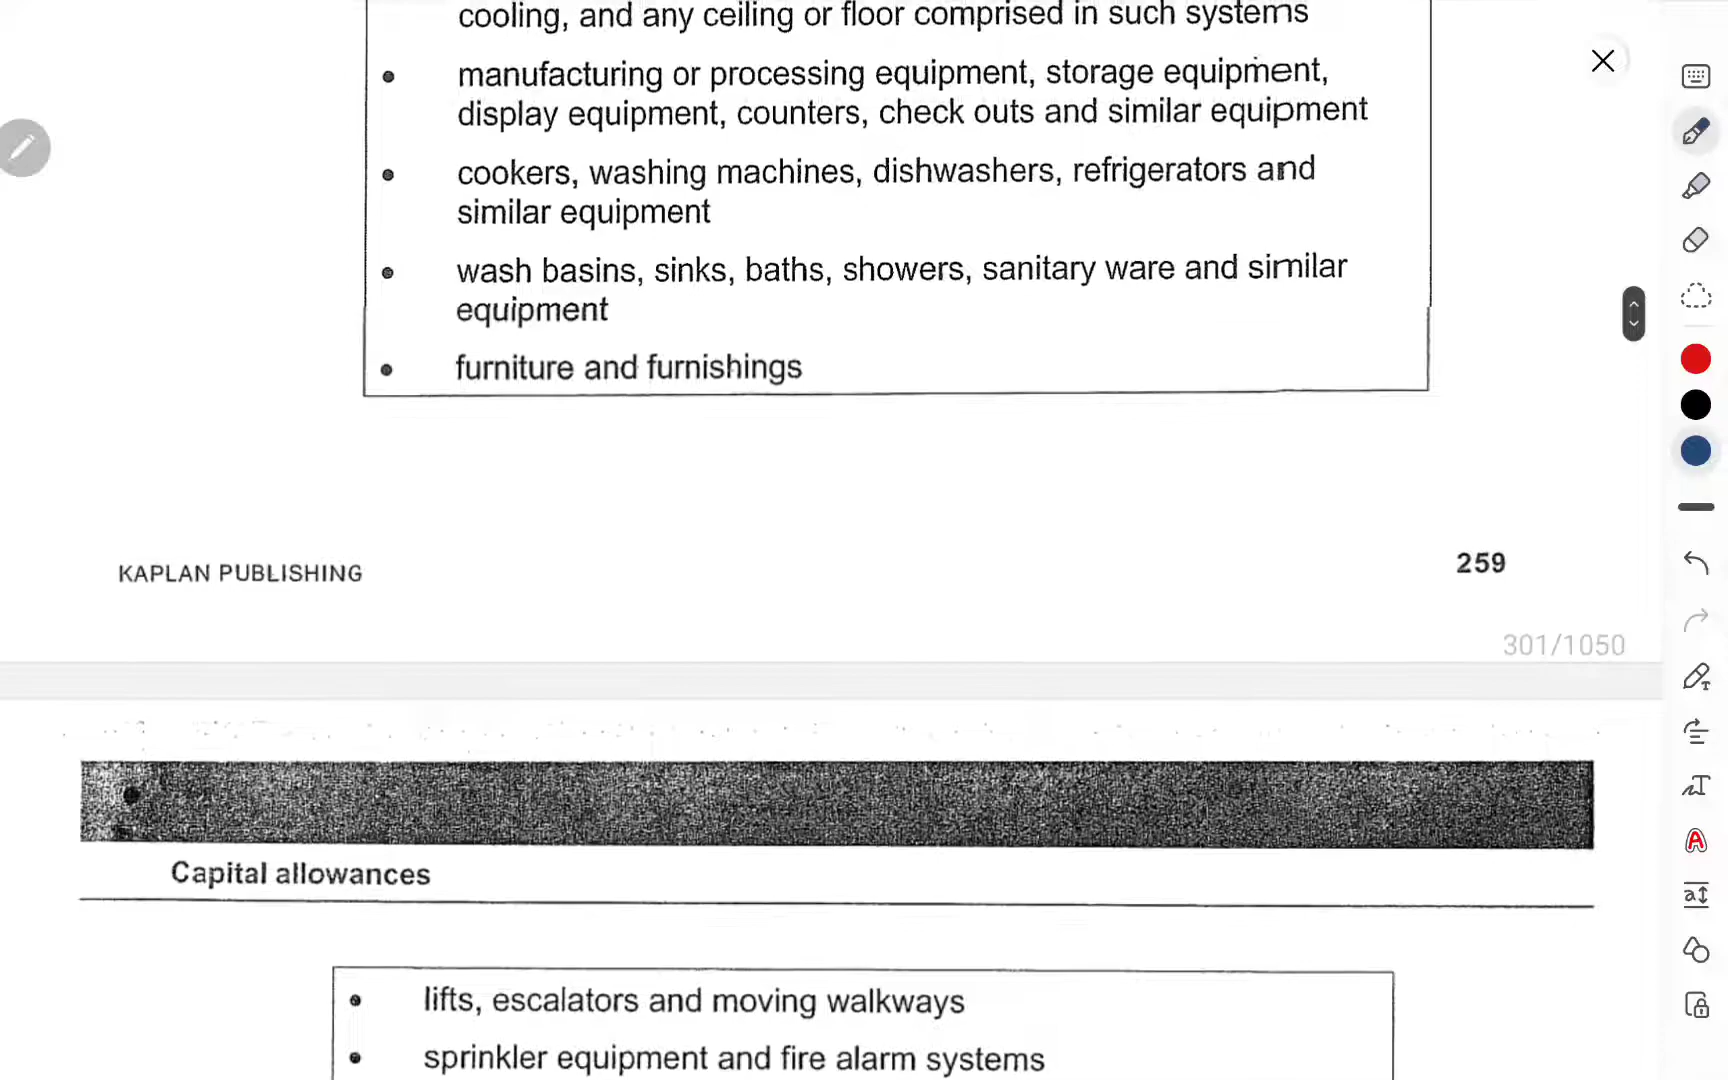 cooling, and any ceiling or floor comprised in such systems
• manufacturing or processing equipment, storage equipment,
display equipment, counters, check outs and similar equipment
• cookers, washing machines, dishwashers, refrigerators and
similar equipment
• wash basins, sinks, baths, showers, sanitary ware and similar
equipment
• furniture and furnishings
KAPLAN PUBLISHING
259
301/1050
Capital allowances
• lifts, escalators and moving walkways
• sprinkler equipment and fire alarm systems
T
T
A
a